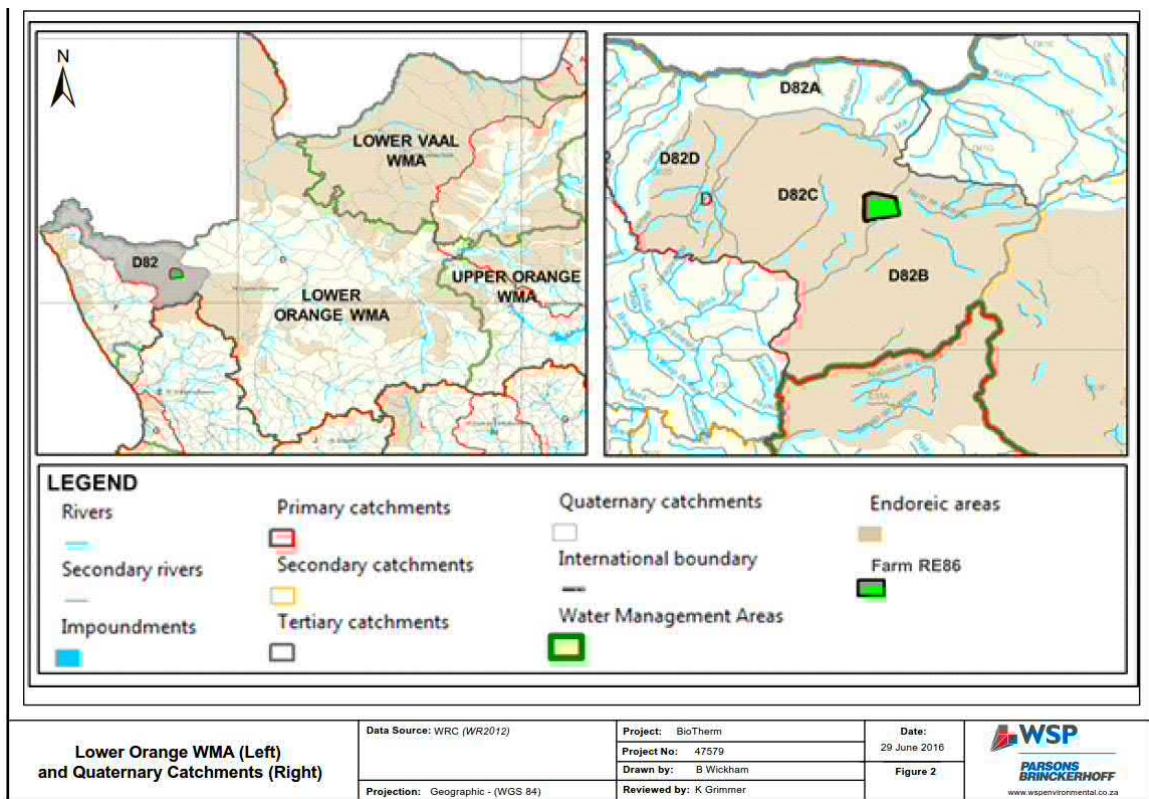 N
LOWER VAAL
WMA
D82
LOWER
ORANGE WMA
UPPER ORANGE
WMA
D
F
E
G
J
L
D82A
D82D
D
D82C
D82B
LEGEND
Rivers
Secondary rivers
Impoundments
Primary catchments
Secondary catchments
Tertiary catchments
Quaternary catchments
International boundary
Water Management Areas
Endoreic areas
Farm RE86
Lower Orange WMA (Left)
and Quaternary Catchments (Right)
Data Source: WRC (WR2012)
Projection: Geographic - (WGS 84)
Project: BioTherm
Project No: 47579
Drawn by: B Wickham
Reviewed by: K Grimmer
Date:
29 June 2016
Figure 2
WSP
PARSONS
BRINCKERHOFF
www.wspenvironmental.co.za